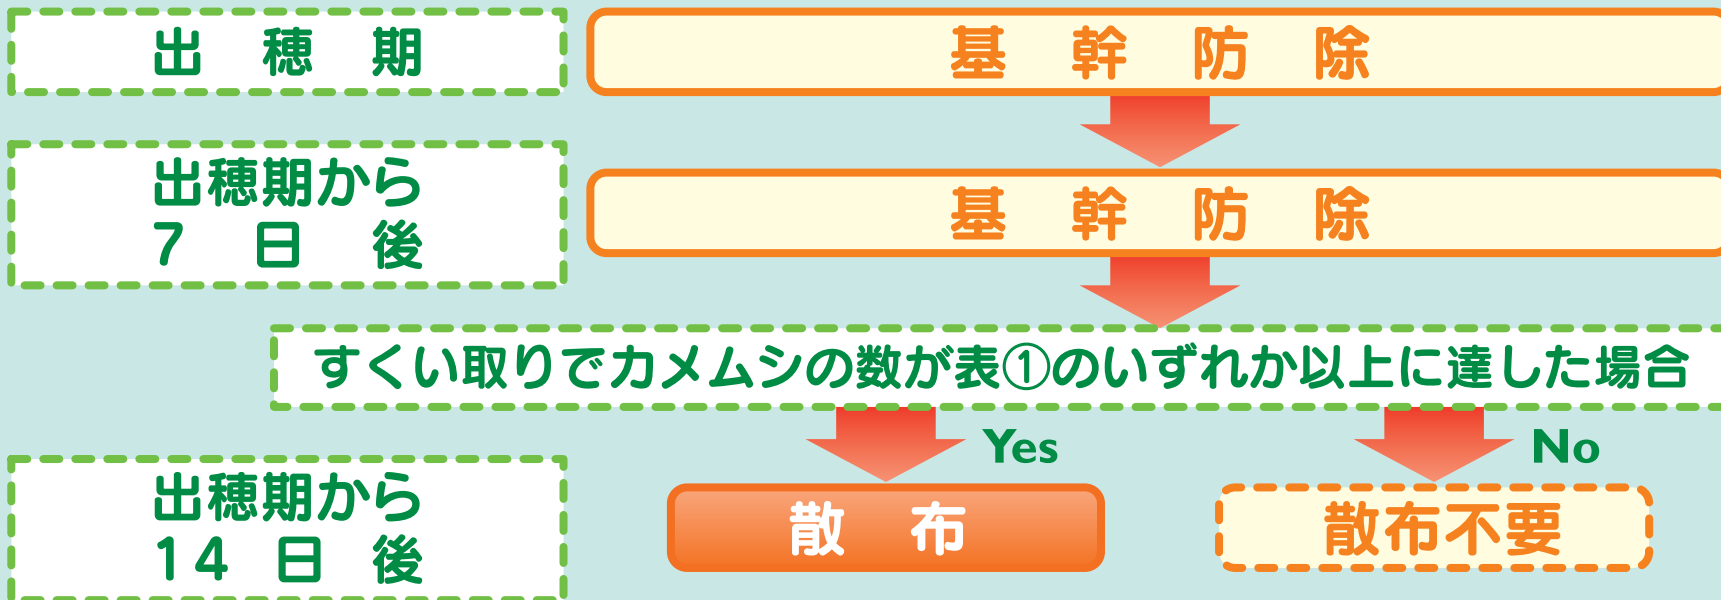 出穂期
基幹防除
出穂期から
7日後
基幹防除
すくい取りでカメムシの数が表①のいずれか以上に達した場合
Yes
No
出穂期から
14日後
散布
散布不要